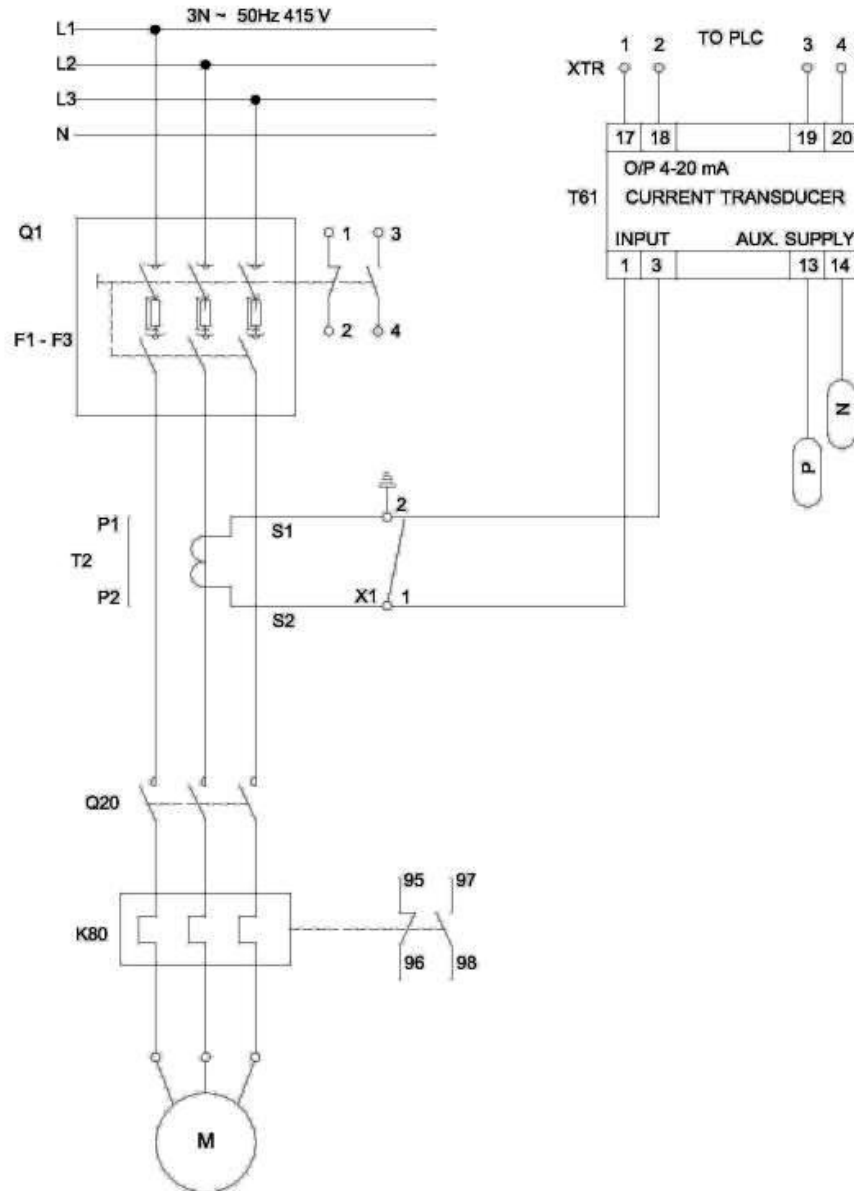 3N ~ 50Hz 415 V
L1
L2
L3
N
1 2 TO PLC 3 4
XTR
17 18 19 20
O/P 4-20 mA
T61 CURRENT TRANSDUCER
INPUT AUX. SUPPLY
1 3 13 14
Q1
1 3
F1 - F3
2 4
N
P
P1
S1
2
T2
P2
X1 1
S2
Q20
95 97
K80
96 98
M